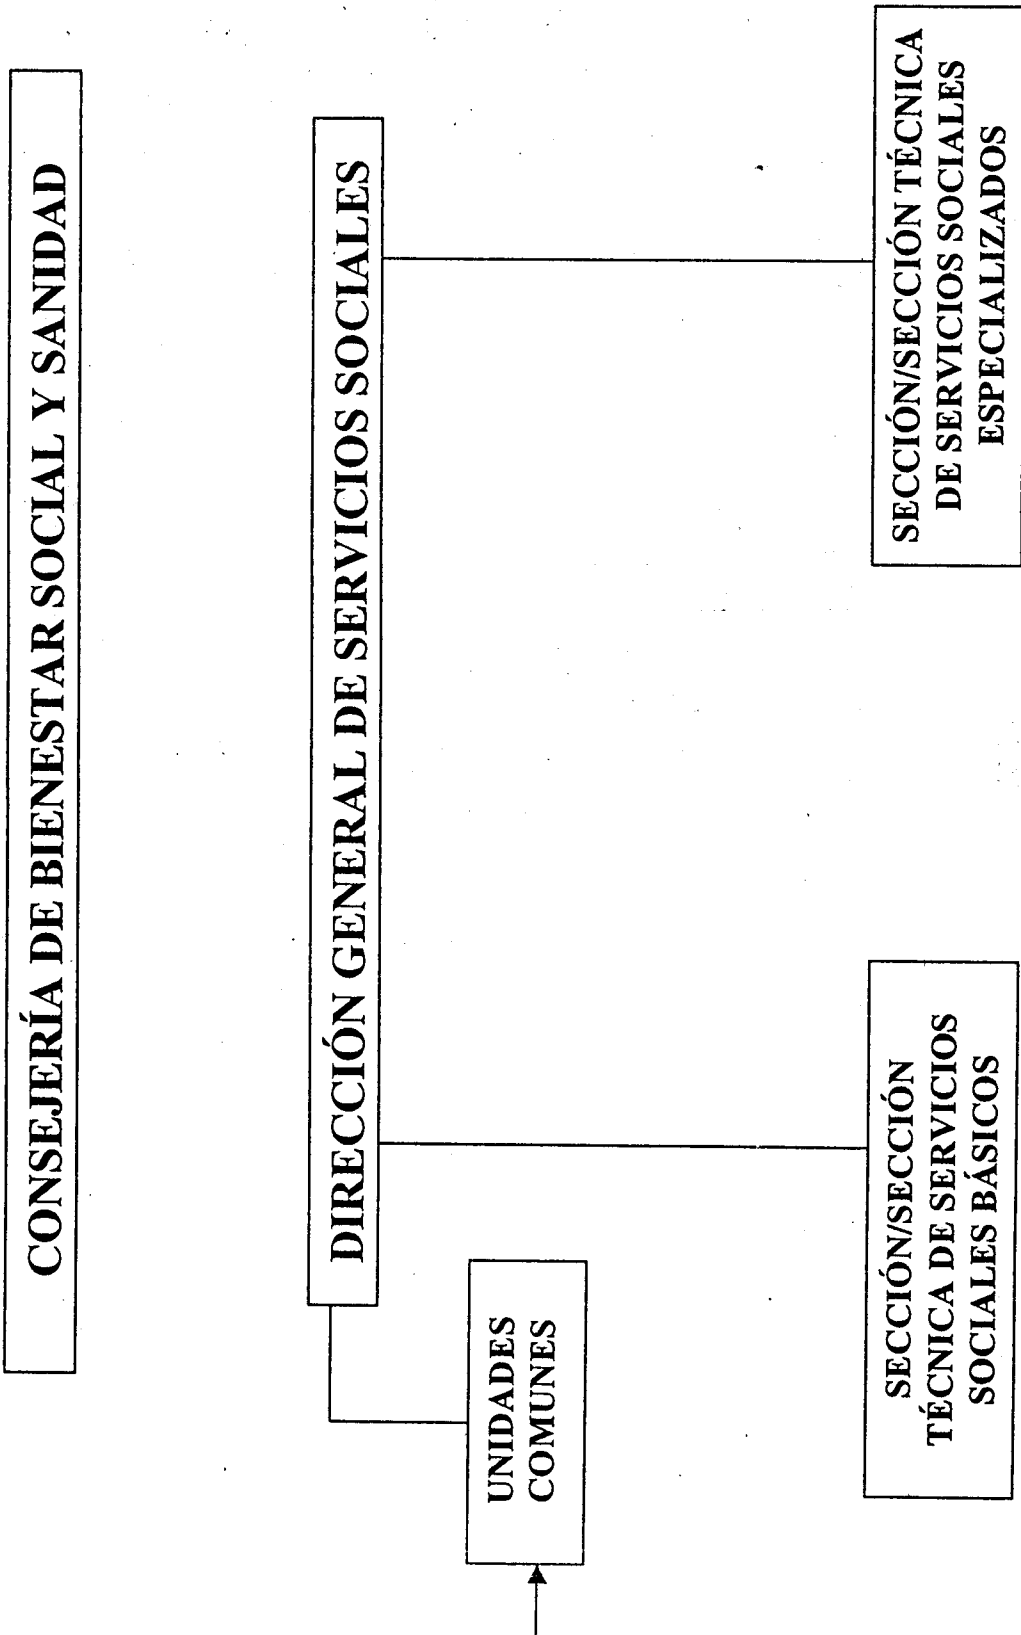 CONSEJERÍA DE BIENESTAR SOCIAL Y SANIDAD
DIRECCIÓN GENERAL DE SERVICIOS SOCIALES
UNIDADES
COMUNES
SECCIÓN/SECCIÓN
TÉCNICA DE SERVICIOS
SOCIALES BÁSICOS
SECCIÓN/SECCIÓN TÉCNICA
DE SERVICIOS SOCIALES
ESPECIALIZADOS